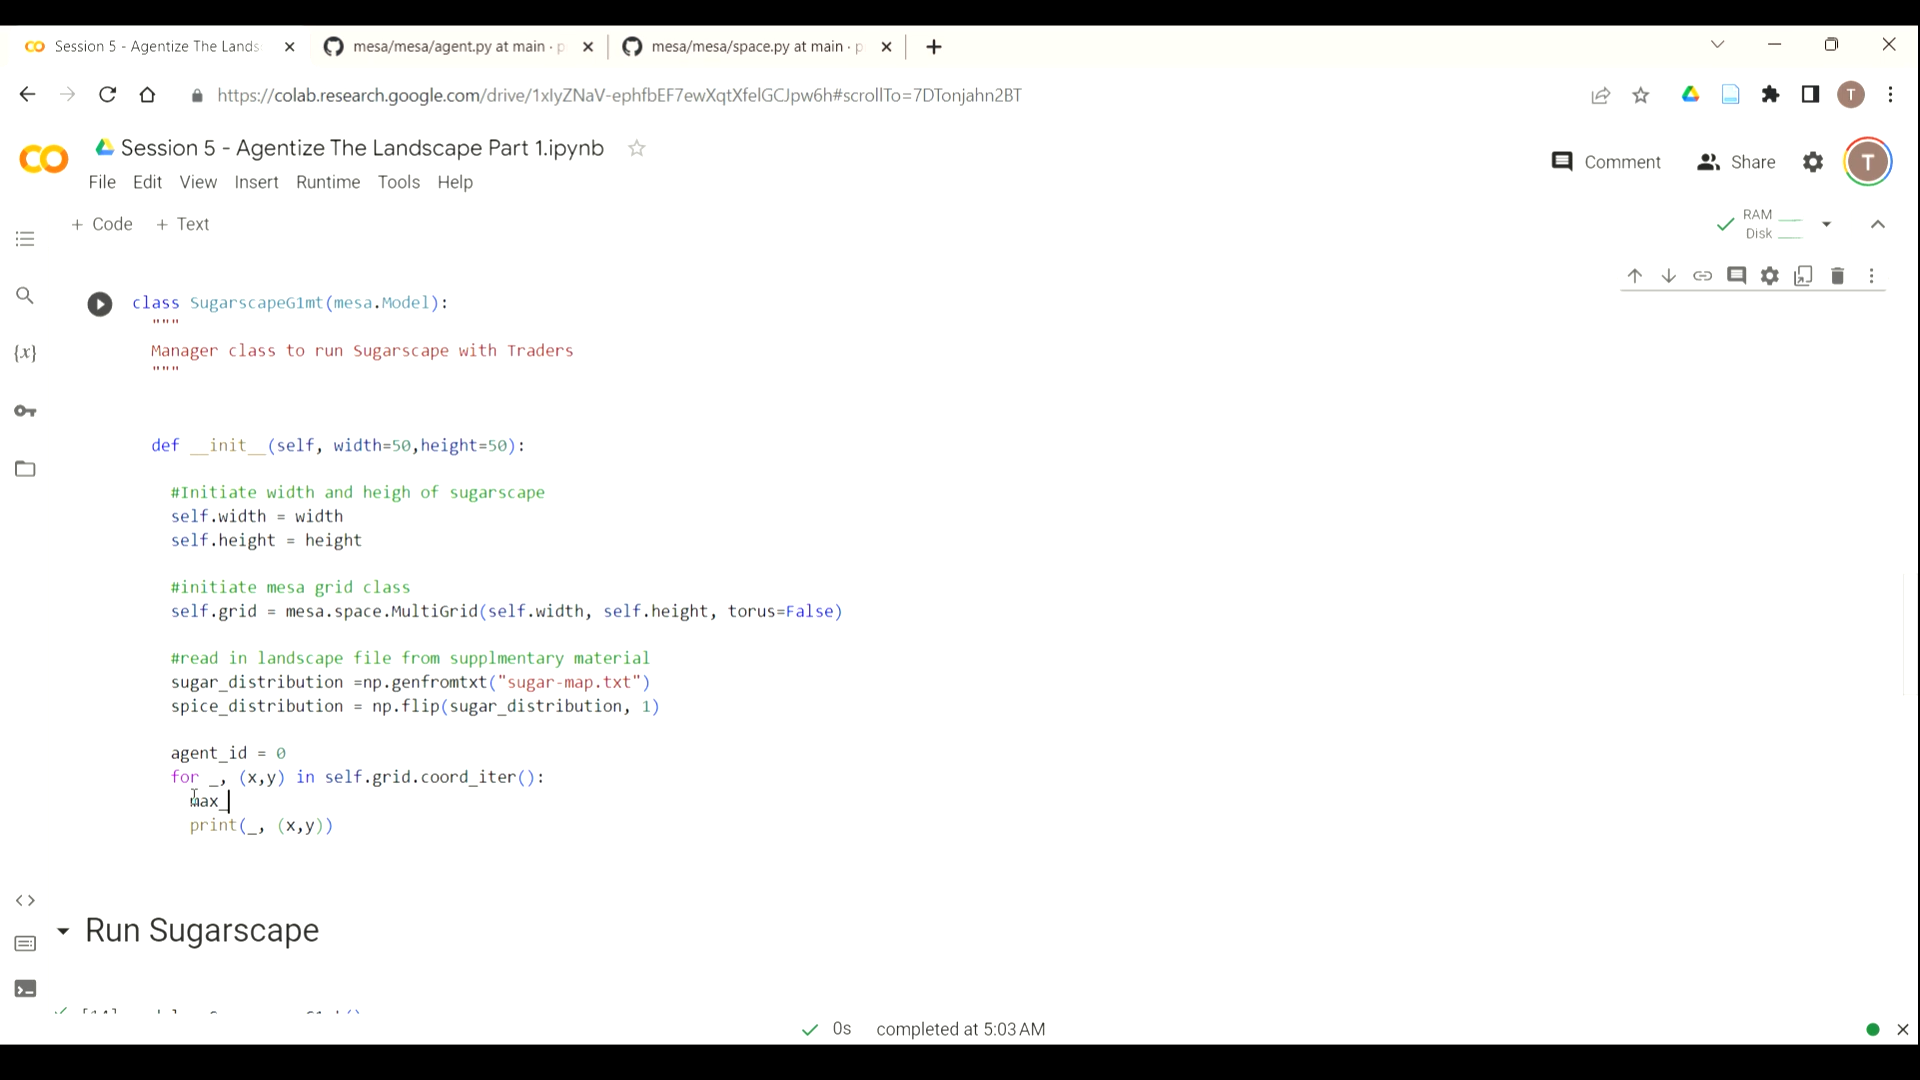 Session 5 - Agentize The Lands
mesa/mesa/agent.py at main · p
mesa/mesa/space.py at main · p
https://colab.research.google.com/drive/1xIyZNaV-ephfbEF7ewXqtXfelGCJpw6h#scrollTo=7DTonjahn2BT
T
Session 5 - Agentize The Landscape Part 1.ipynb
Comment
Share
T
File Edit View Insert Runtime Tools Help
+ Code + Text
RAM
Disk
class SugarscapeG1mt(mesa.Model):
"""
Manager class to run Sugarscape with Traders
"""
def __init__(self, width=50,height=50):
#Initiate width and heigh of sugarscape
self.width = width
self.height = height
#initiate mesa grid class
self.grid = mesa.space.MultiGrid(self.width, self.height, torus=False)
#read in landscape file from supplmentary material
sugar_distribution =np.genfromtxt("sugar-map.txt")
spice_distribution = np.flip(sugar_distribution, 1)
agent_id = 0
for _, (x,y) in self.grid.coord_iter():
max_
print(_, (x,y))
Run Sugarscape
0s completed at 5:03 AM